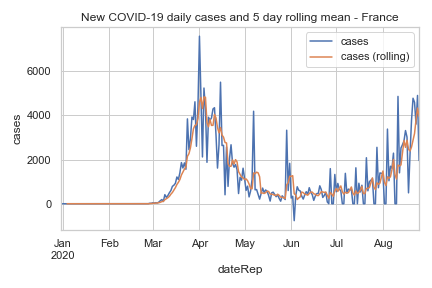 New COVID-19 daily cases and 5 day rolling mean - France
cases
cases (rolling)
6000
4000
2000
0
cases
Jan
2020
Feb
Mar
Apr
May
Jun
Jul
Aug
dateRep